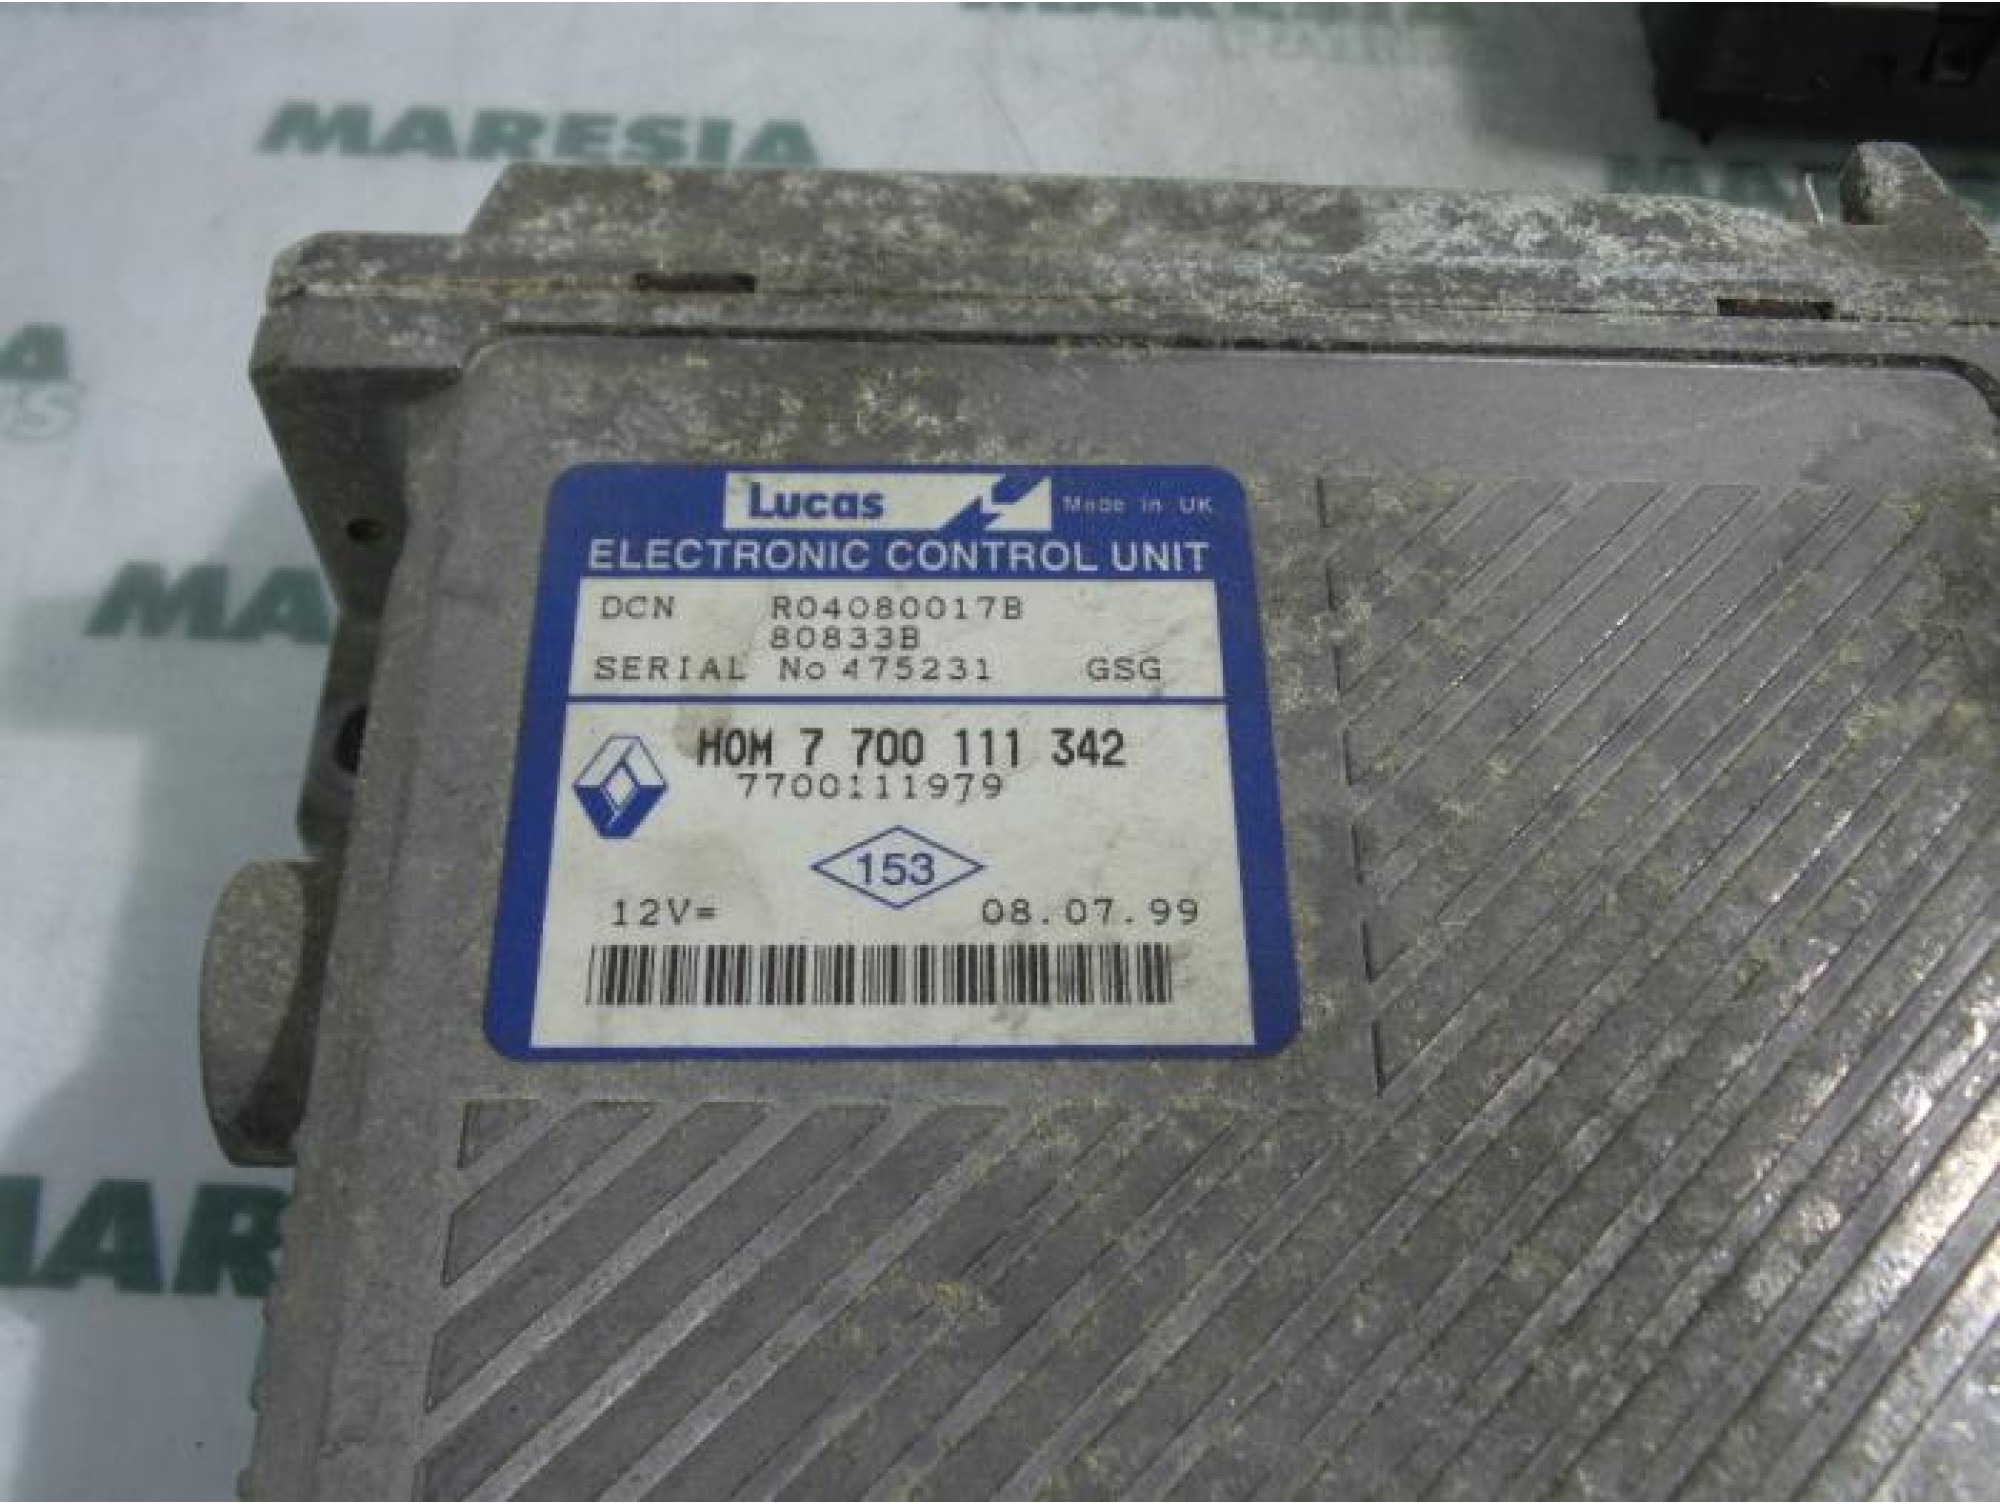 MARESIA
Lucas Made in UK
ELECTRONIC CONTROL UNIT
DCN R04080017B
80833B
SERIAL No 475231 GSG
HOM 7 700 111 342
7700111979
153
12V= 08.07.99